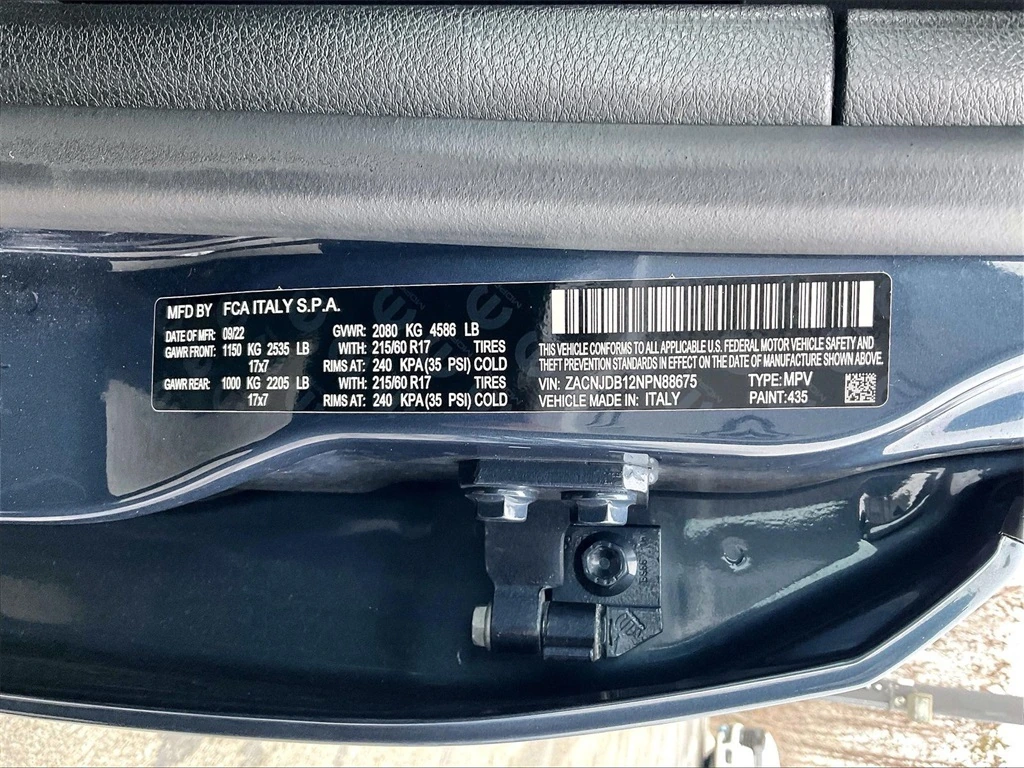 MFD BY FCA ITALY S.P.A.
DATE OF MFR: 09/22 GVWR: 2080 KG 4586 LB
GAWR FRONT: 1150 KG 2535 LB WITH: 215/60 R17 TIRES
17x7 RIMS AT: 240 KPA(35 PSI) COLD
GAWR REAR: 1000 KG 2205 LB WITH: 215/60 R17 TIRES
17x7 RIMS AT: 240 KPA(35 PSI) COLD
THIS VEHICLE CONFORMS TO ALL APPLICABLE U.S. FEDERAL MOTOR VEHICLE SAFETY AND
THEFT PREVENTION STANDARDS IN EFFECT ON THE DATE OF MANUFACTURE SHOWN ABOVE.
VIN: ZACNJDB12NPN88675 TYPE: MPV
VEHICLE MADE IN: ITALY PAINT: 435